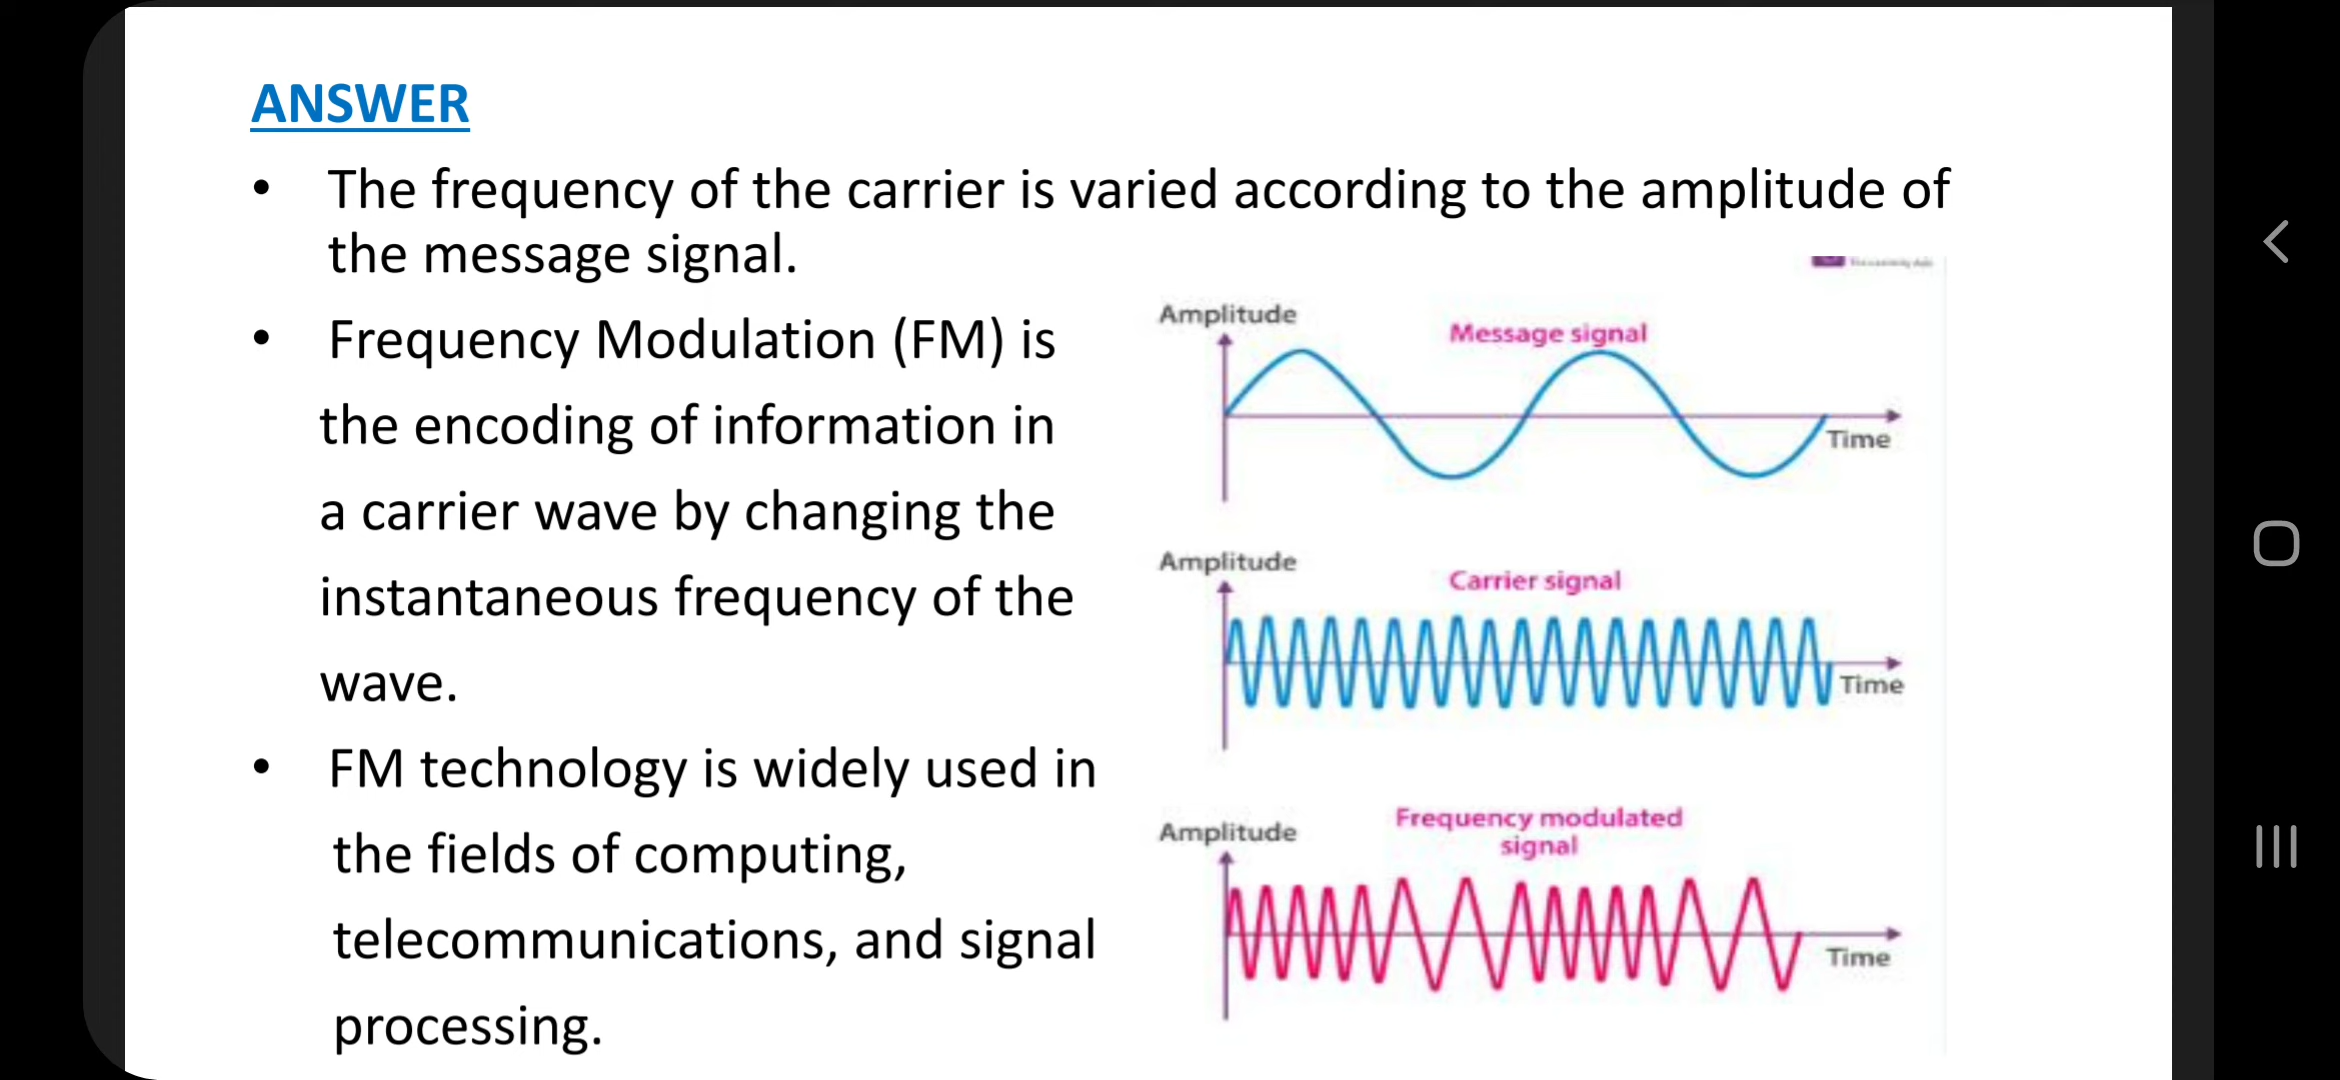 ANSWER
• The frequency of the carrier is varied according to the amplitude of
the message signal.
• Frequency Modulation (FM) is
the encoding of information in
a carrier wave by changing the
instantaneous frequency of the
wave.
• FM technology is widely used in
the fields of computing,
telecommunications, and signal
processing.
Amplitude
Message signal
Time
Amplitude
Carrier signal
Time
Amplitude
Frequency modulated
signal
Time